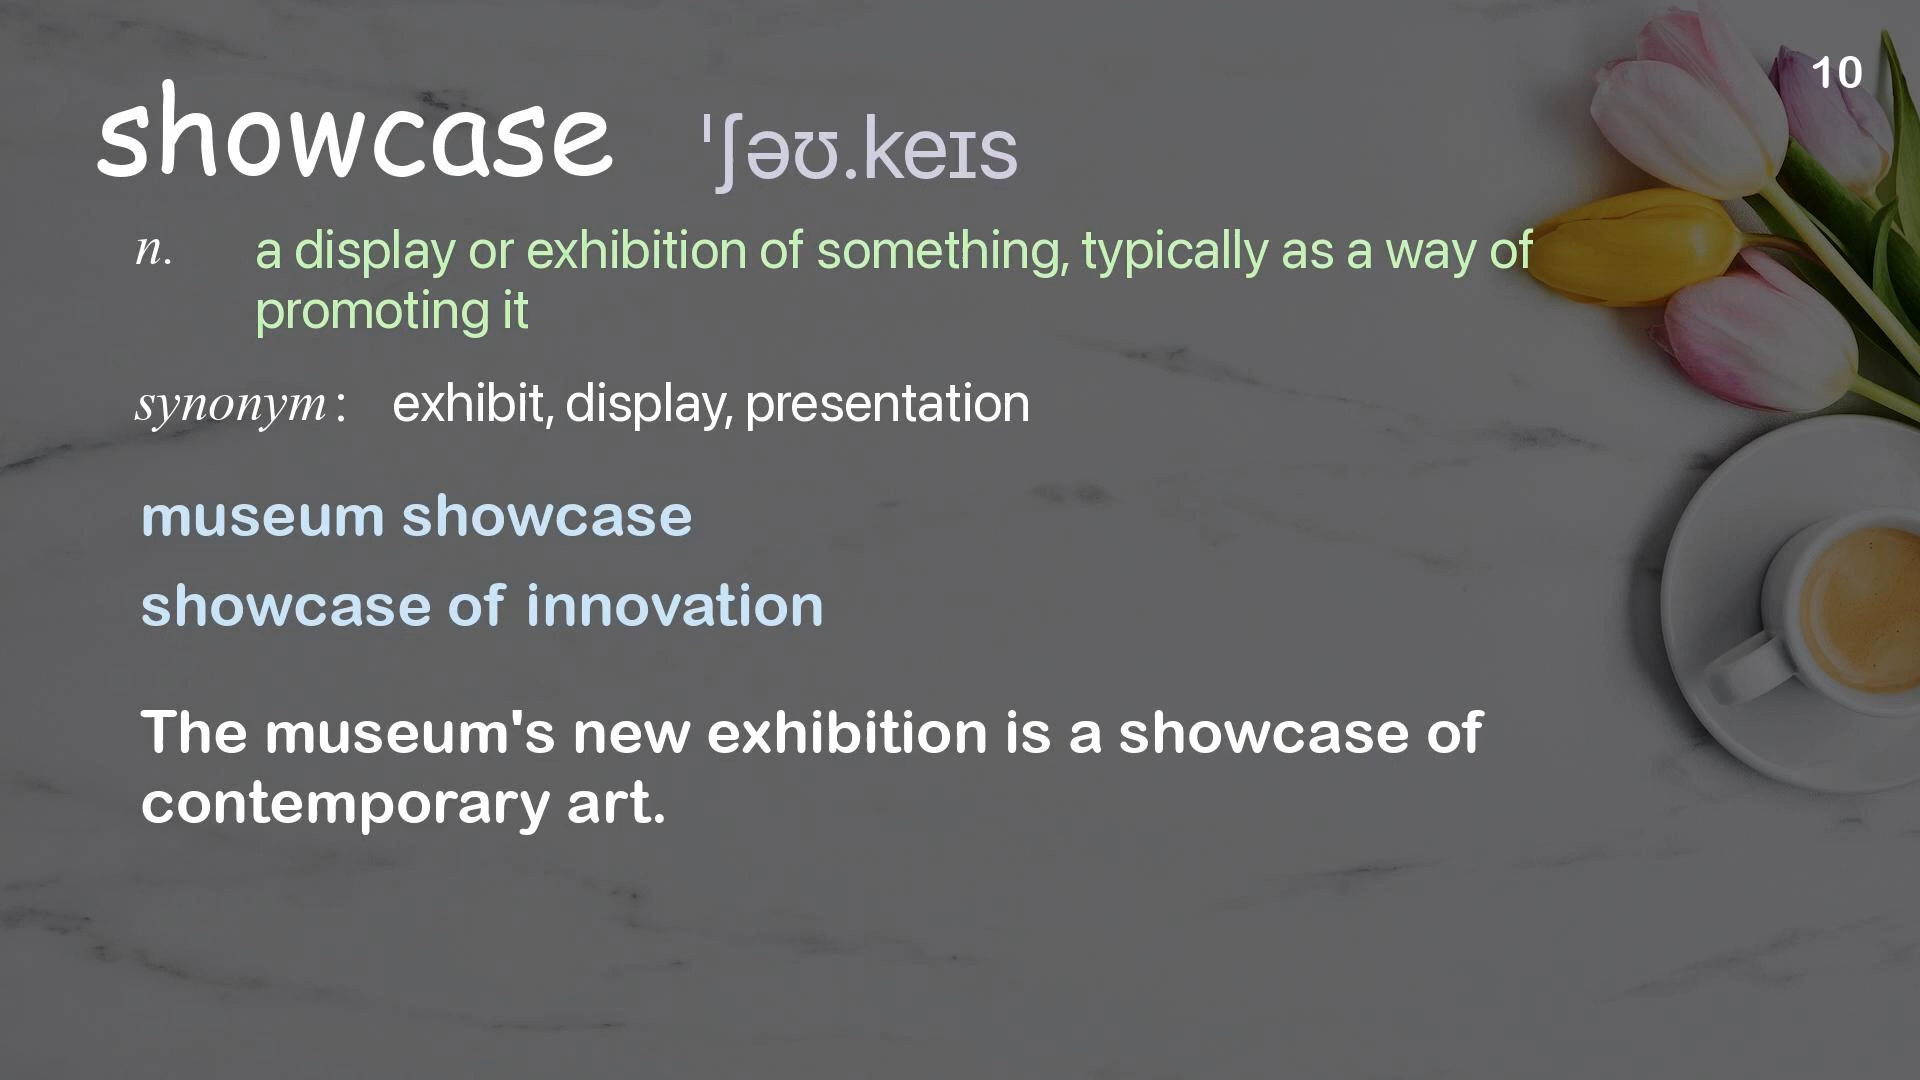 10
showcase ˈʃəʊ.keɪs
n. a display or exhibition of something, typically as a way of
promoting it
synonym: exhibit, display, presentation
museum showcase
showcase of innovation
The museum's new exhibition is a showcase of
contemporary art.